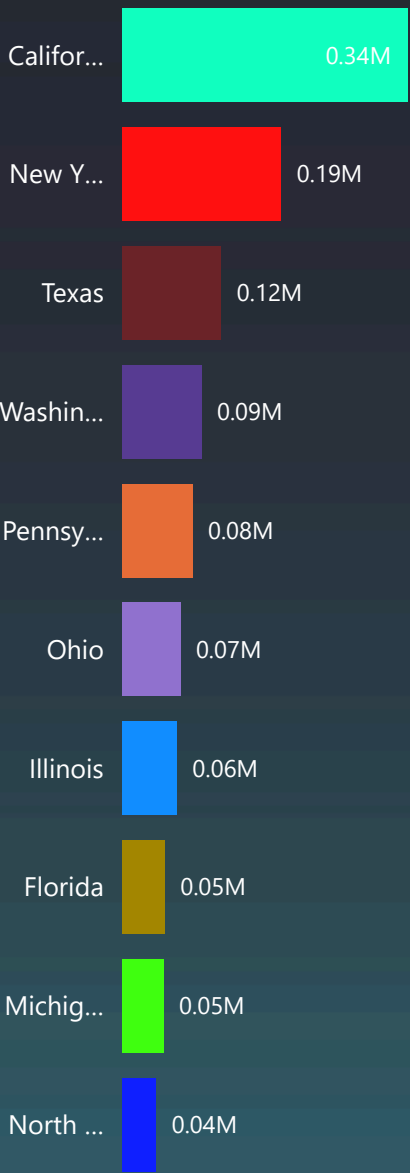 Califor... 0.34M
New Y... 0.19M
Texas 0.12M
Washin... 0.09M
Pennsy... 0.08M
Ohio 0.07M
Illinois 0.06M
Florida 0.05M
Michig... 0.05M
North ... 0.04M